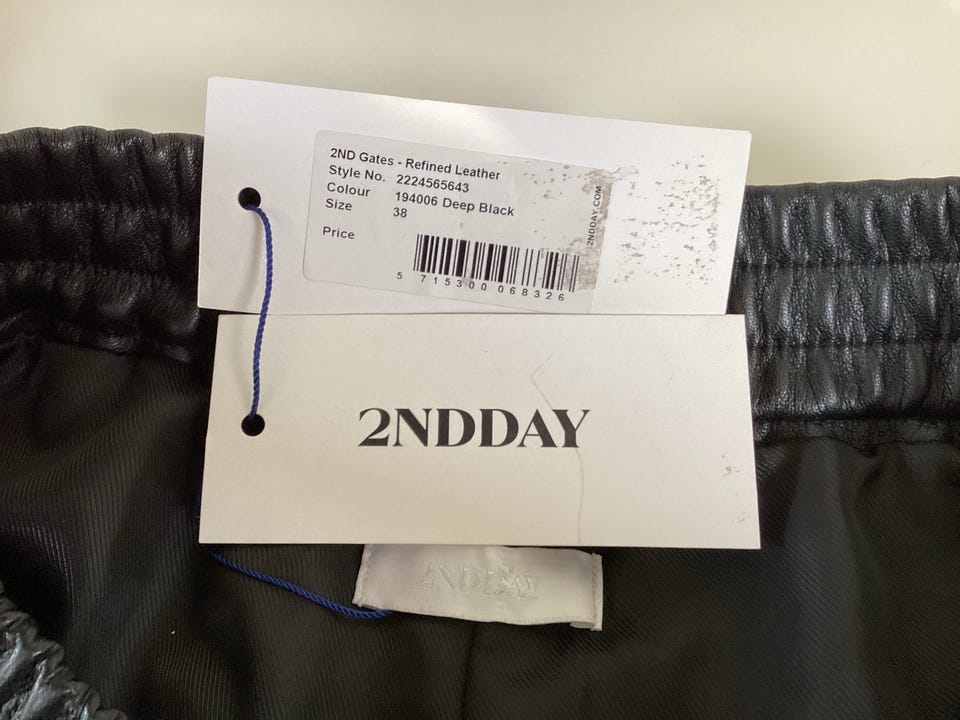 2ND Gates - Refined Leather
Style No. 2224565643
Colour 194006 Deep Black
Size 38
Price
5 715300 068326
2NDDAY.COM
2NDDAY
2NDDAY